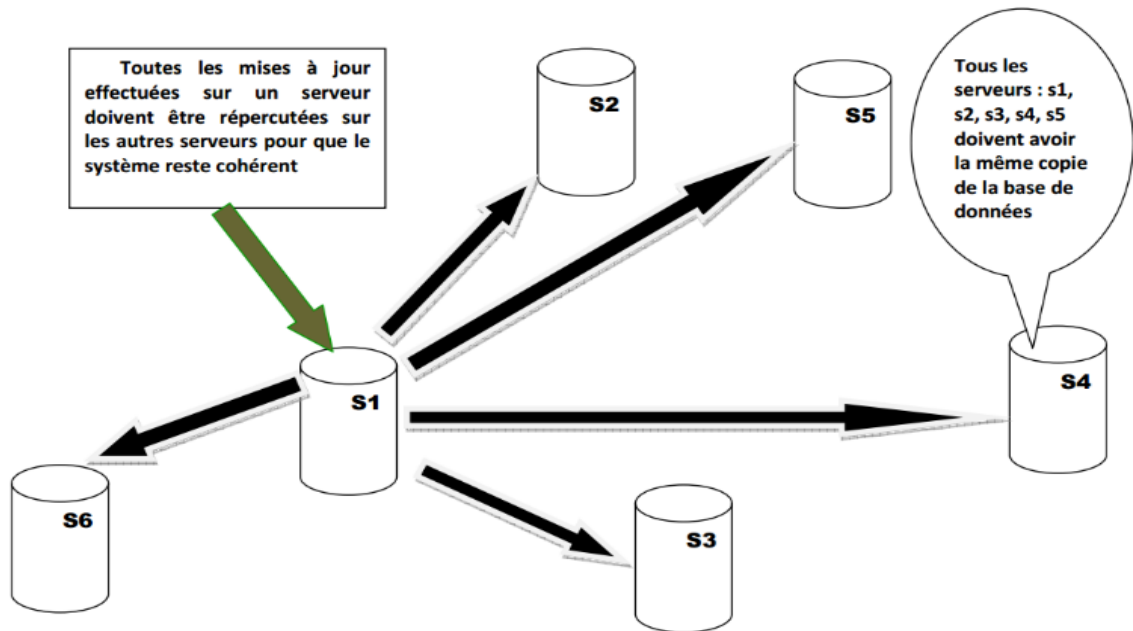 Toutes les mises à jour
effectuées sur un serveur
doivent être répercutées sur
les autres serveurs pour que le
système reste cohérent
S2
S5
Tous les
serveurs : s1,
s2, s3, s4, s5
doivent avoir
la même copie
de la base de
données
S1
S4
S6
S3